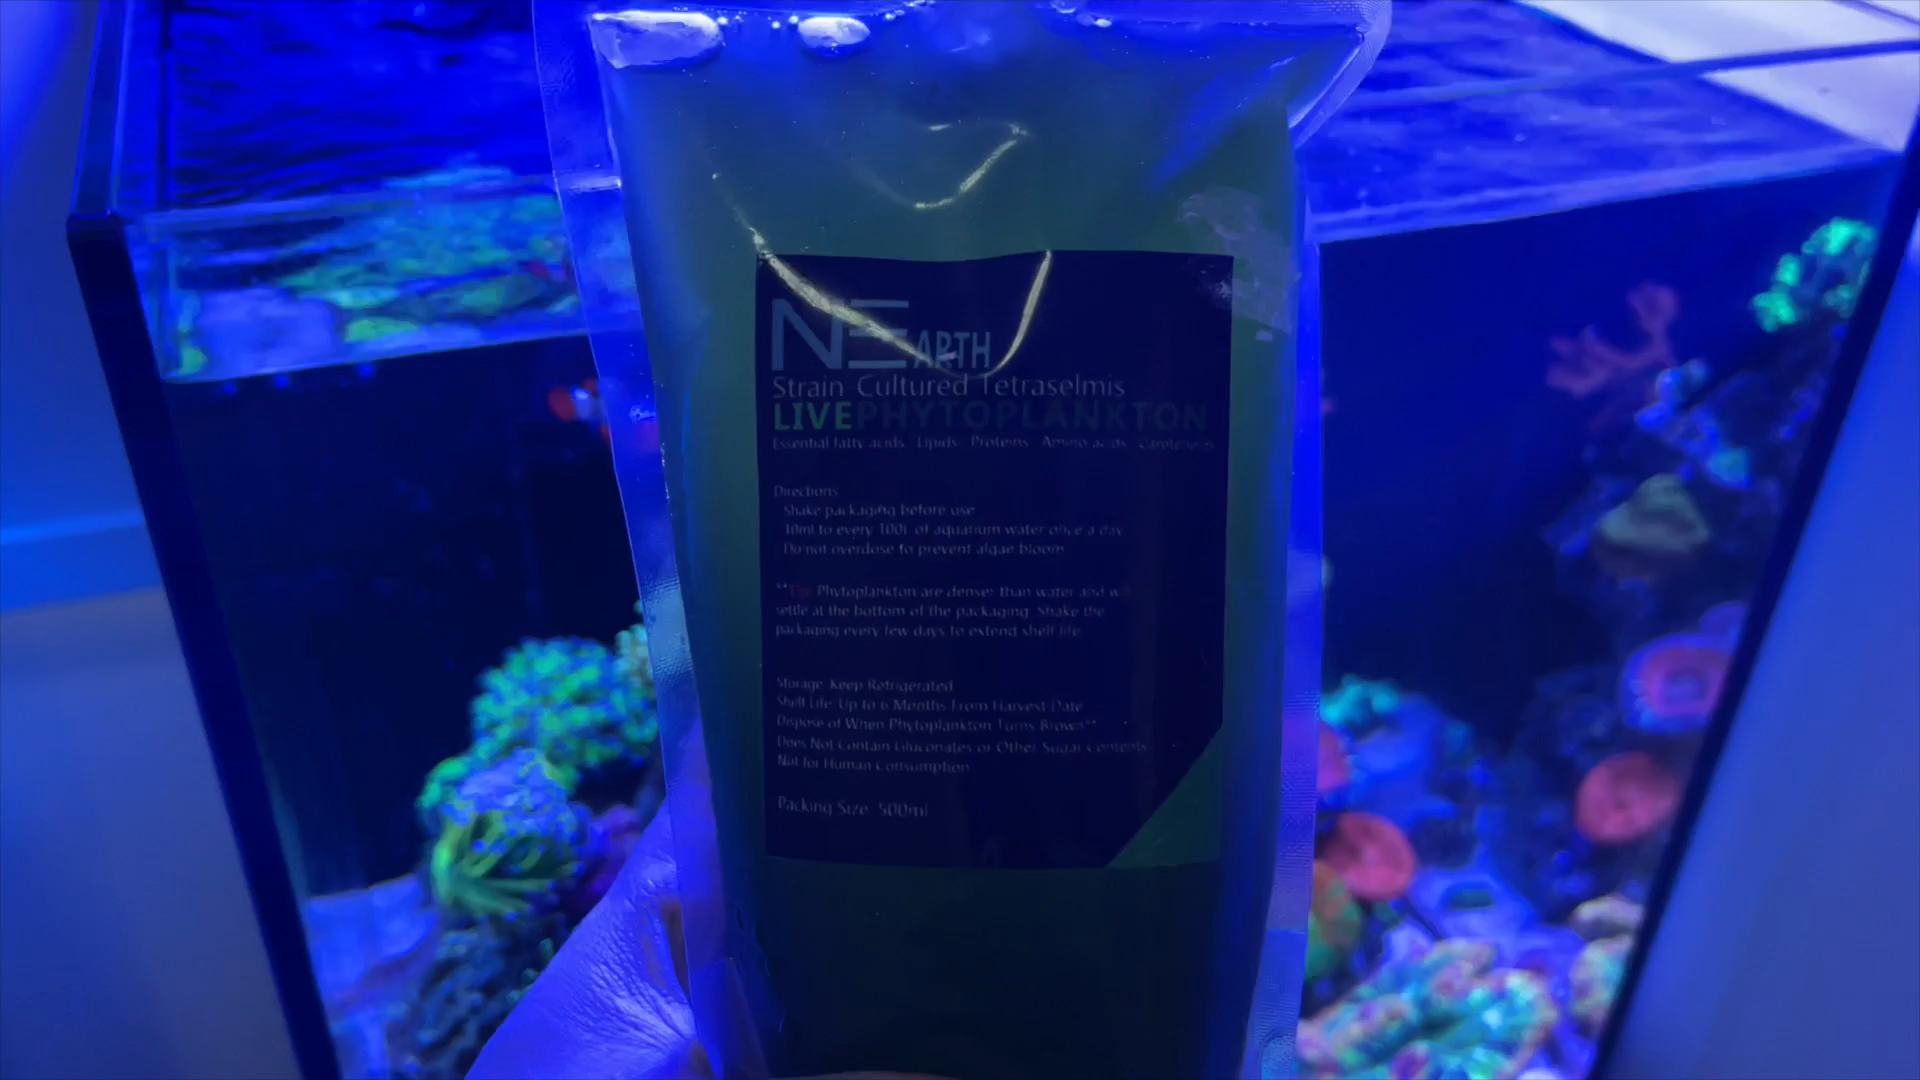 NEARTH
Strain-Cultured Tetraselmis
LIVEPHYTOPLANKTON
Essential fatty acids Lipids Proteins Amino acids Carotenoids
Directions
Shake packaging before use
10ml to every 100L of aquarium water once a day
Do not overdose to prevent algae bloom
** Phytoplankton are denser than water and will
settle at the bottom of the packaging. Shake the
packaging every few days to extend shelf life
Storage: Keep Refrigerated
Shelf Life: Up to 6 Months From Harvest Date
Dispose of When Phytoplankton Turns Brown**
Does Not Contain Gluconates or Other Sugar Contents
Not for Human Consumption
Packing Size: 500ml